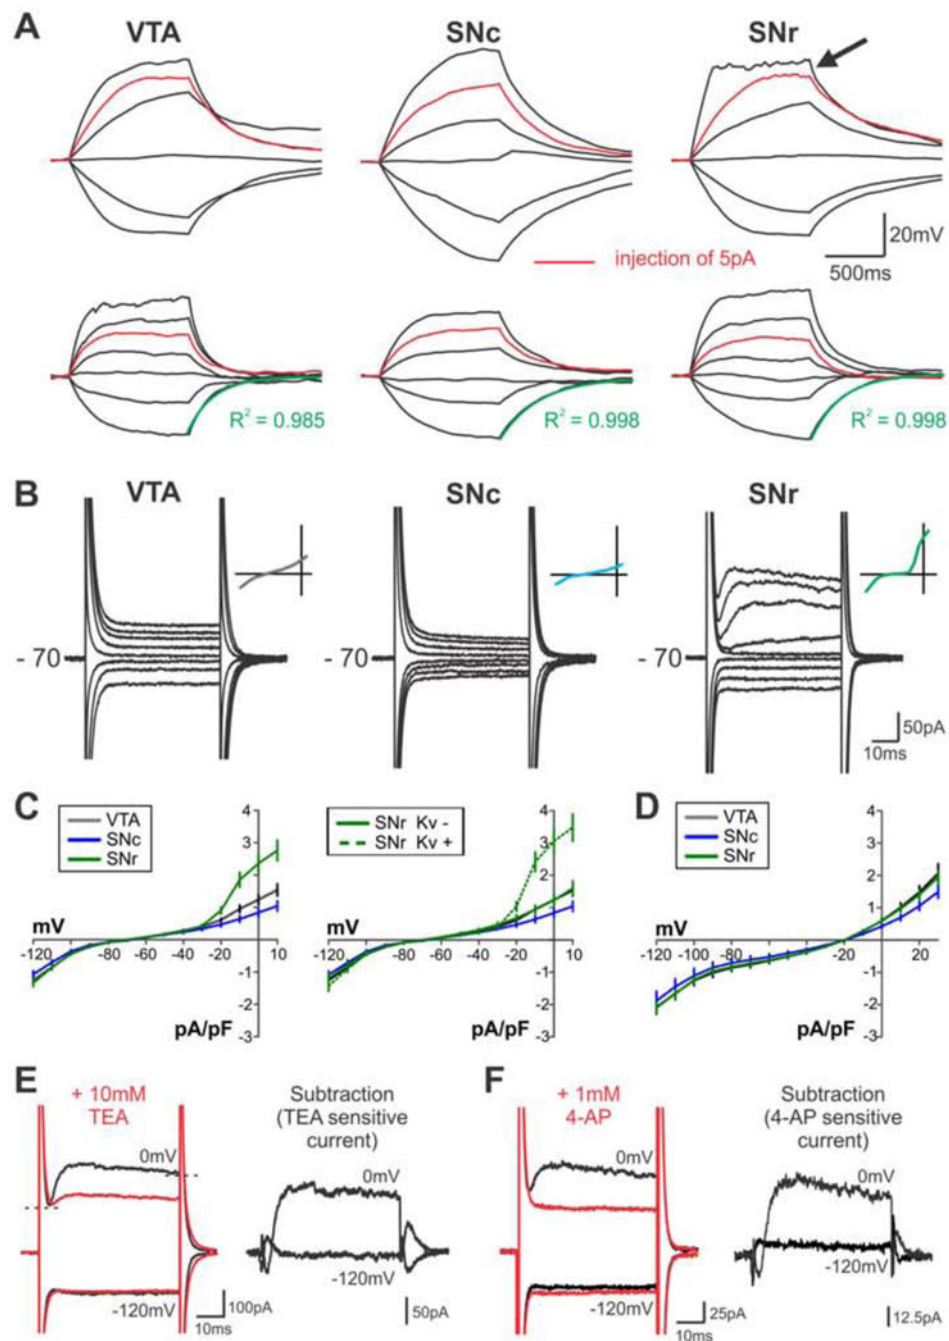 A
VTA
SNc
SNr
20mV
500ms
injection of 5pA
R² = 0.985
R² = 0.998
R² = 0.998
B
VTA
SNc
SNr
- 70
- 70
- 70
50pA
10ms
C
VTA
SNc
SNr
4
3
2
1
-1
-2
-3
mV
-120
-80
-60
-40
-20
10
pA/pF
SNr Kv -
SNr Kv +
4
3
2
1
-1
-2
-3
mV
-120
-80
-60
-40
-20
10
pA/pF
D
VTA
SNc
SNr
4
3
2
1
-1
-2
-3
mV
-120
-100
-80
-60
-20
20
pA/pF
E
+ 10mM
TEA
0mV
-120mV
100pA
10ms
Subtraction
(TEA sensitive
current)
0mV
-120mV
50pA
F
+ 1mM
4-AP
0mV
-120mV
25pA
10ms
Subtraction
(4-AP sensitive
current)
0mV
-120mV
12.5pA